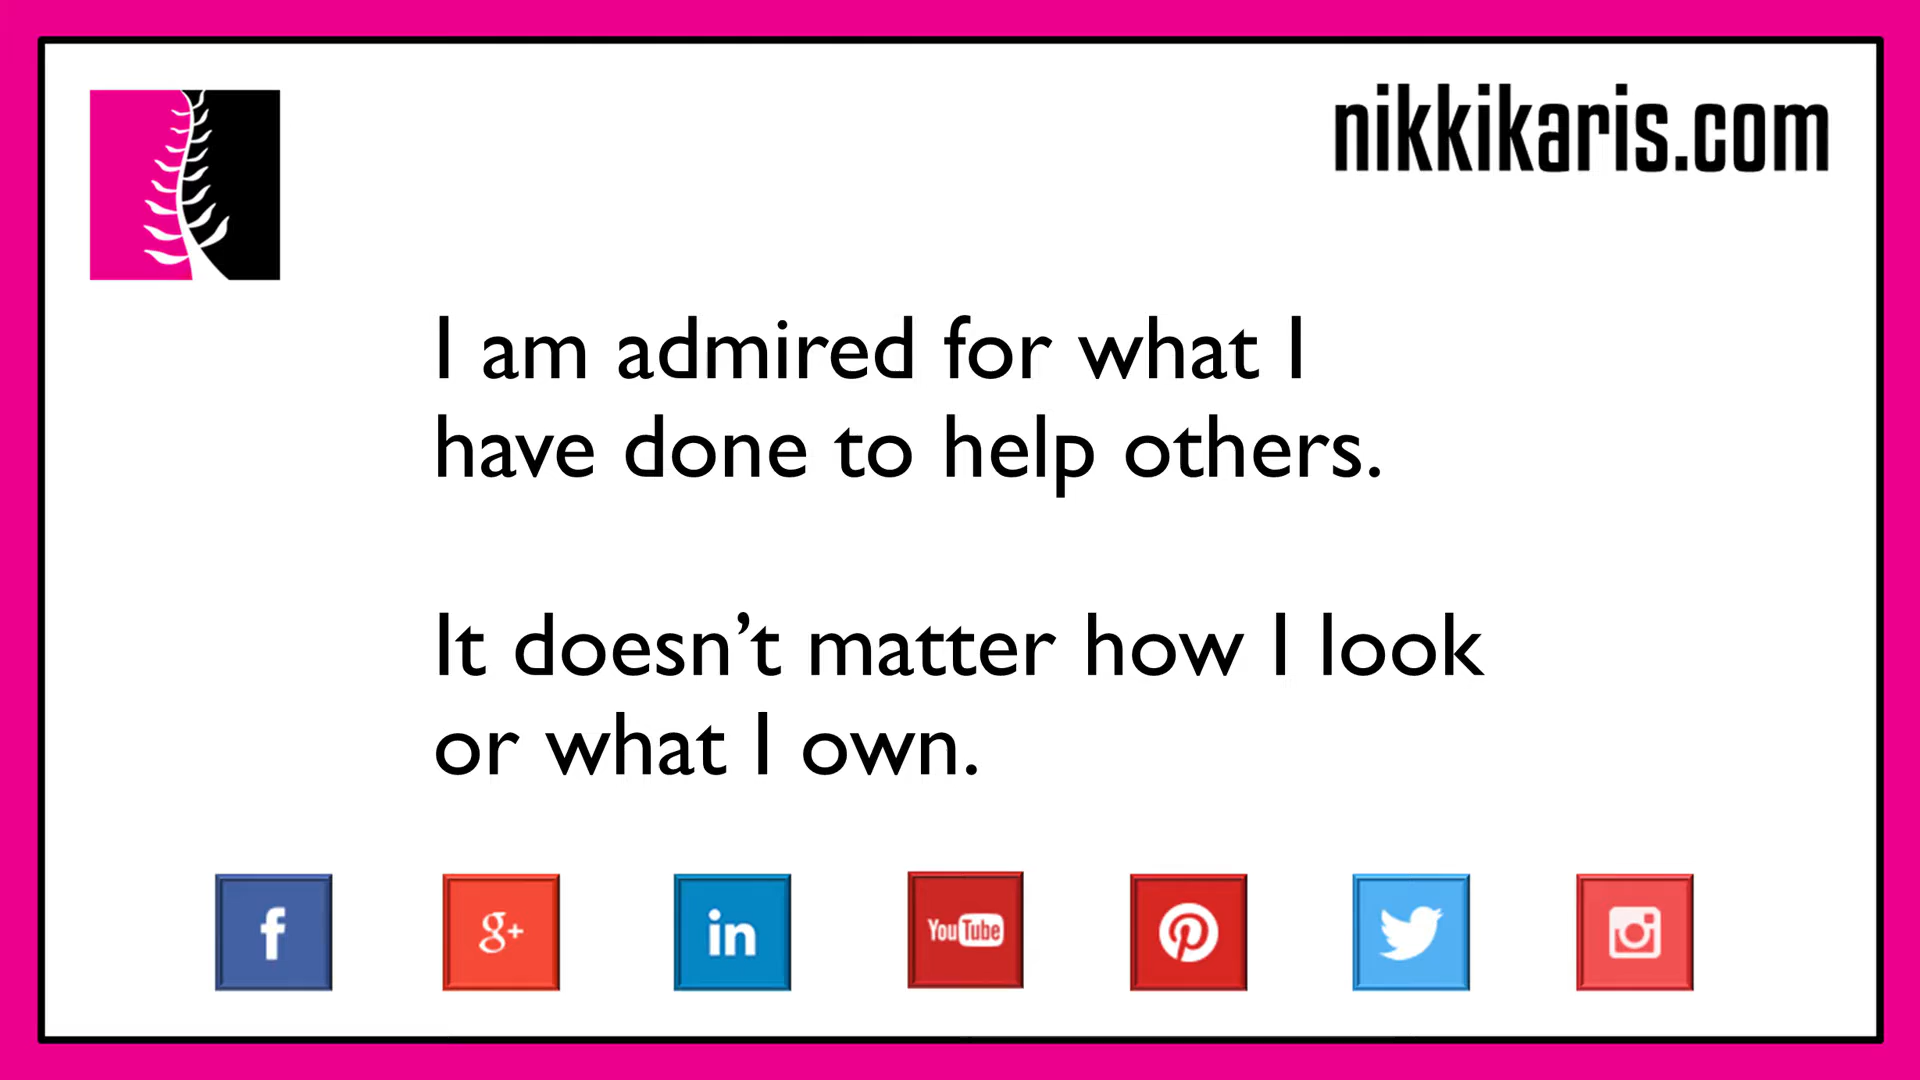 nikkikaris.com
I am admired for what I
have done to help others.
It doesn’t matter how I look
or what I own.
f
g+
in
YouTube